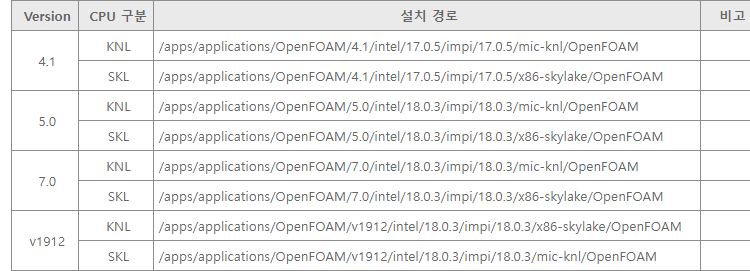 Version CPU 구분 설치 경로 비고
4.1 KNL /apps/applications/OpenFOAM/4.1/intel/17.0.5/impi/17.0.5/mic-knl/OpenFOAM
SKL /apps/applications/OpenFOAM/4.1/intel/17.0.5/impi/17.0.5/x86-skylake/OpenFOAM
5.0 KNL /apps/applications/OpenFOAM/5.0/intel/18.0.3/impi/18.0.3/mic-knl/OpenFOAM
SKL /apps/applications/OpenFOAM/5.0/intel/18.0.3/impi/18.0.3/x86-skylake/OpenFOAM
7.0 KNL /apps/applications/OpenFOAM/7.0/intel/18.0.3/impi/18.0.3/mic-knl/OpenFOAM
SKL /apps/applications/OpenFOAM/7.0/intel/18.0.3/impi/18.0.3/x86-skylake/OpenFOAM
v1912 KNL /apps/applications/OpenFOAM/v1912/intel/18.0.3/impi/18.0.3/x86-skylake/OpenFOAM
SKL /apps/applications/OpenFOAM/v1912/intel/18.0.3/impi/18.0.3/mic-knl/OpenFOAM